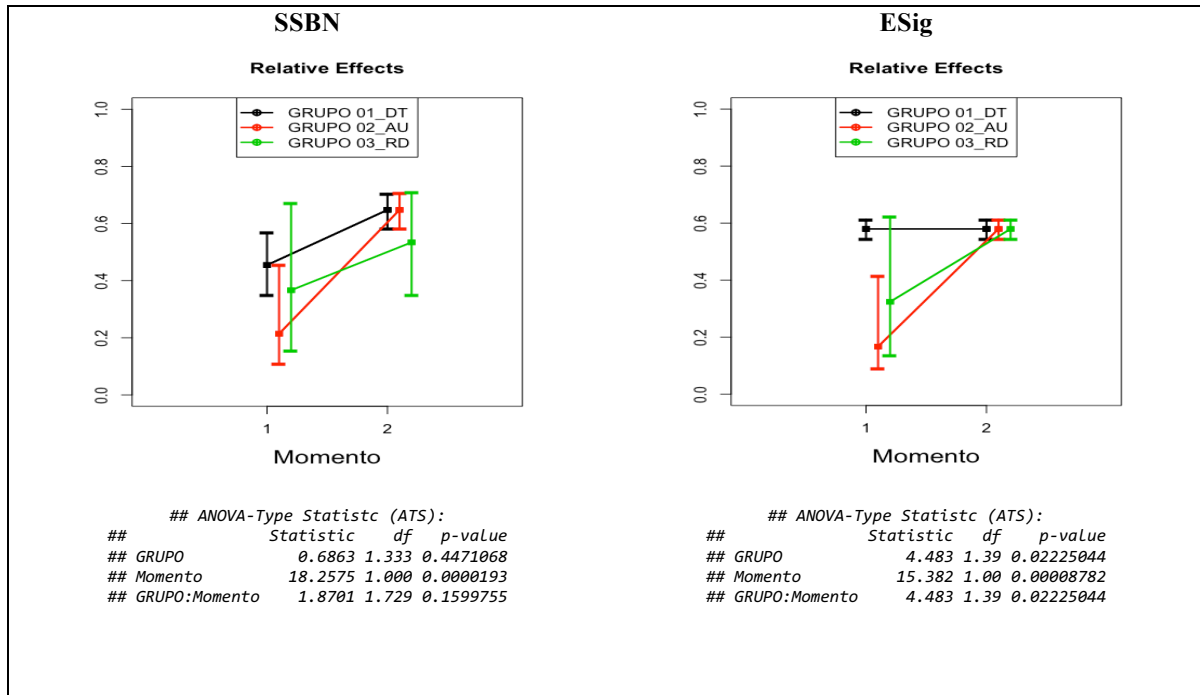 SSBN
Relative Effects
GRUPO 01_DT
GRUPO 02_AU
GRUPO 03_RD
1.0
0.8
0.6
0.4
0.2
0.0
1 2
Momento
## ANOVA-Type Statistc (ATS):
## Statistic df p-value
## GRUPO 0.6863 1.333 0.4471068
## Momento 18.2575 1.000 0.0000193
## GRUPO:Momento 1.8701 1.729 0.1599755
ESig
Relative Effects
GRUPO 01_DT
GRUPO 02_AU
GRUPO 03_RD
1.0
0.8
0.6
0.4
0.2
0.0
1 2
Momento
## ANOVA-Type Statistc (ATS):
## Statistic df p-value
## GRUPO 4.483 1.39 0.02225044
## Momento 15.382 1.00 0.00008782
## GRUPO:Momento 4.483 1.39 0.02225044